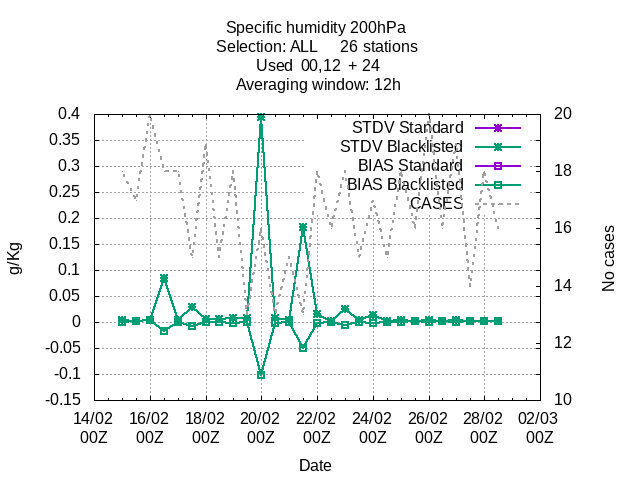 Specific humidity 200hPa
Selection: ALL 26 stations
Used 00,12 + 24
Averaging window: 12h
STDV Standard
STDV Blacklisted
BIAS Standard
BIAS Blacklisted
CASES
g/Kg
0.4
0.35
0.3
0.25
0.2
0.15
0.1
0.05
0
-0.05
-0.1
-0.15
No cases
20
18
16
14
12
10
14/02 16/02 18/02 20/02 22/02 24/02 26/02 28/02 02/03
00Z 00Z 00Z 00Z 00Z 00Z 00Z 00Z 00Z
Date